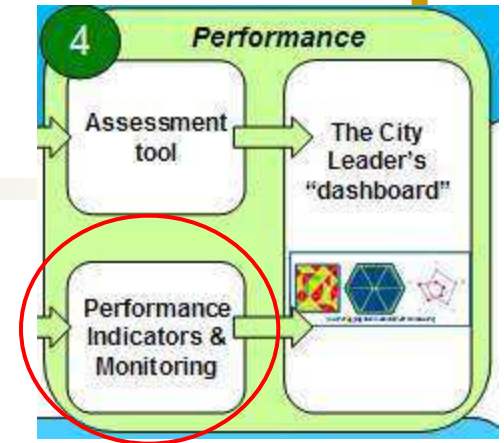 4
Performance
Assessment
tool
The City
Leader's
"dashboard"
Performance
Indicators &
Monitoring